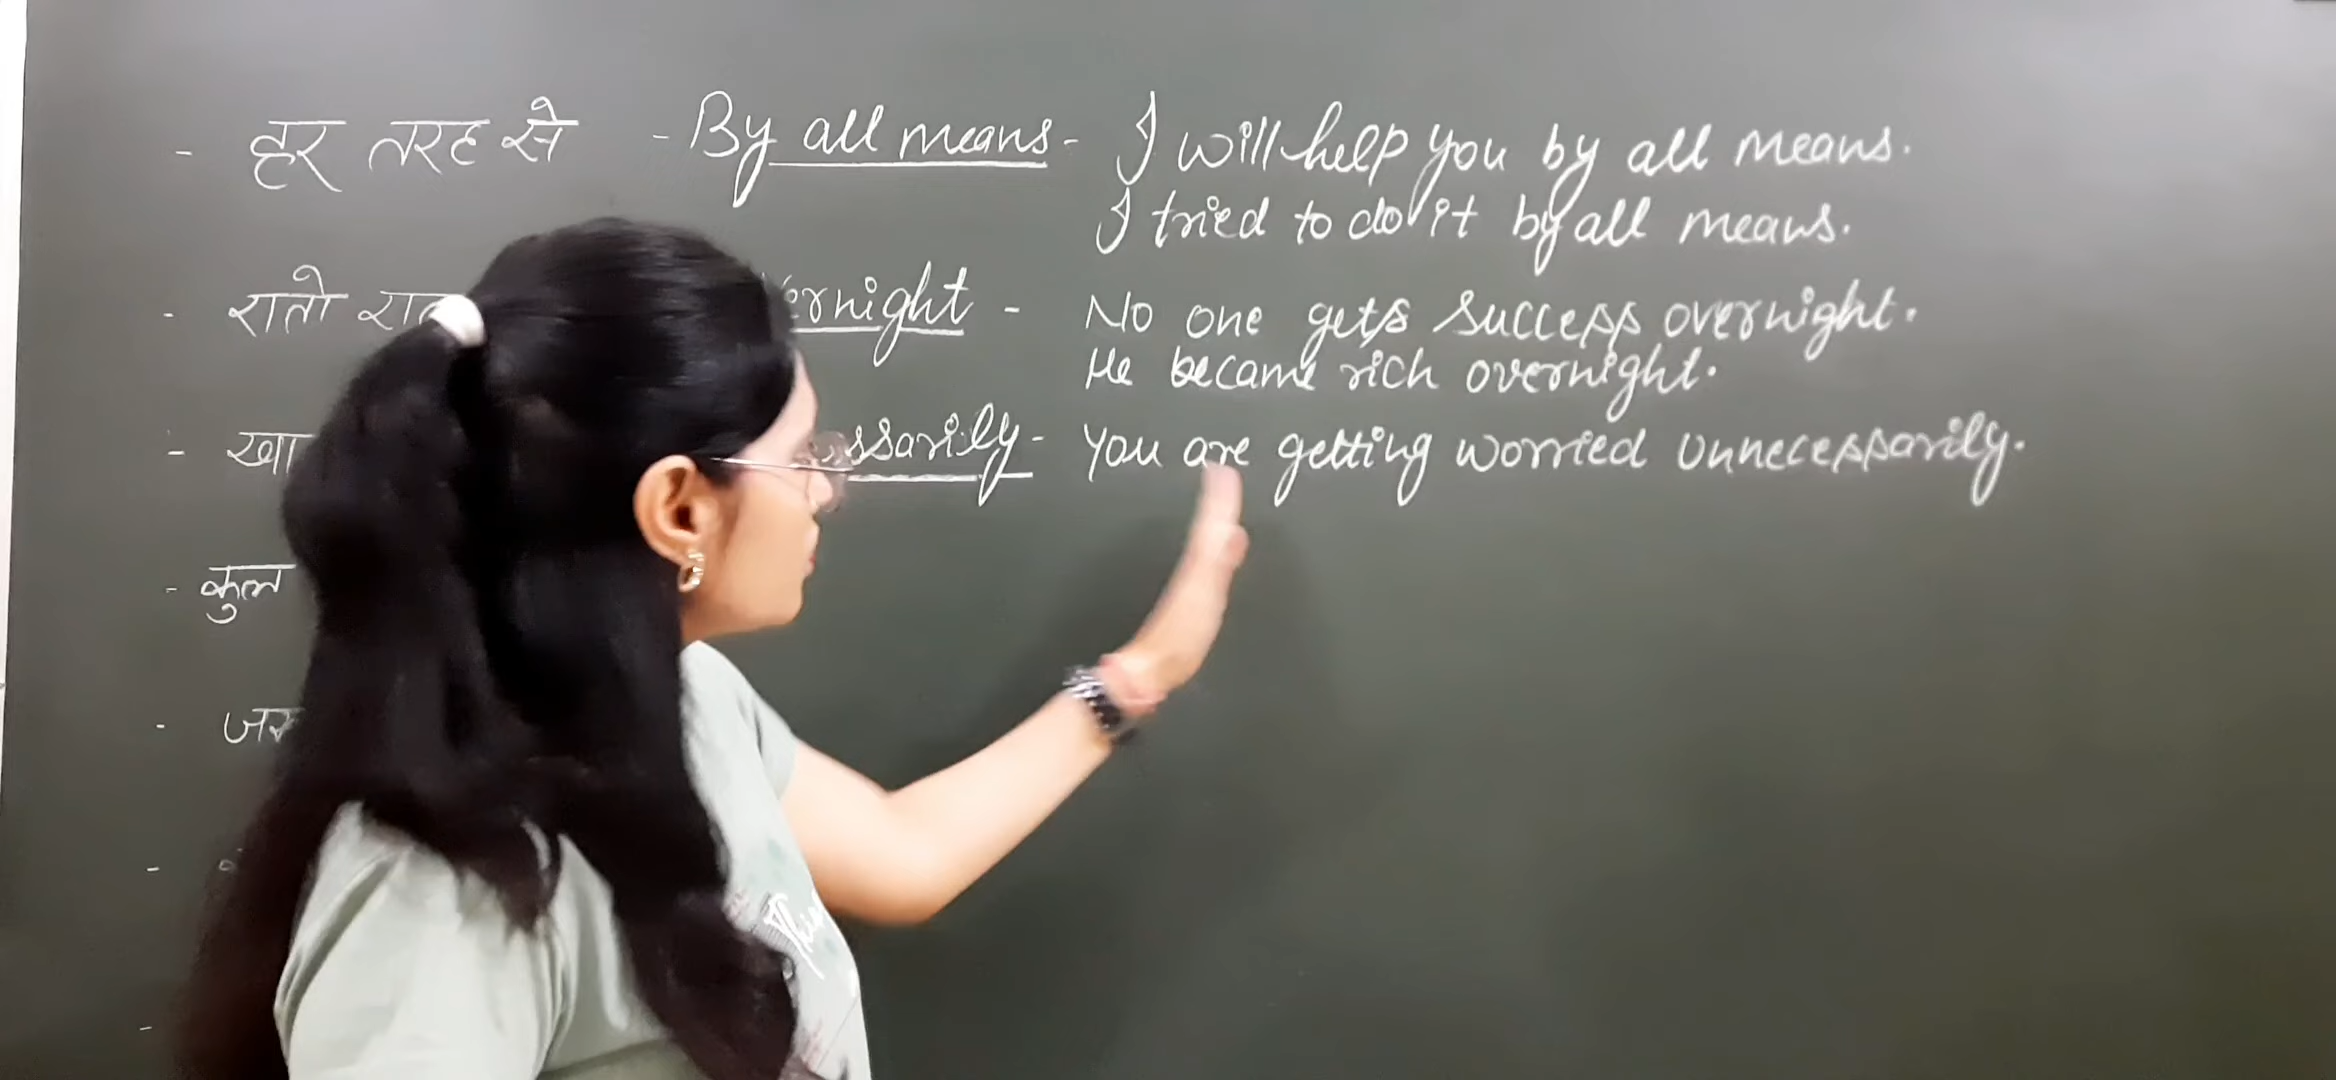 - हर तरह से - By all means - I will help you by all means.
I tried to do it by all means.
- रातो ernight - No one gets success overnight.
He became rich overnight.
- खा ssarily - You are getting worried unnecessarily.
- कुल
- जरू